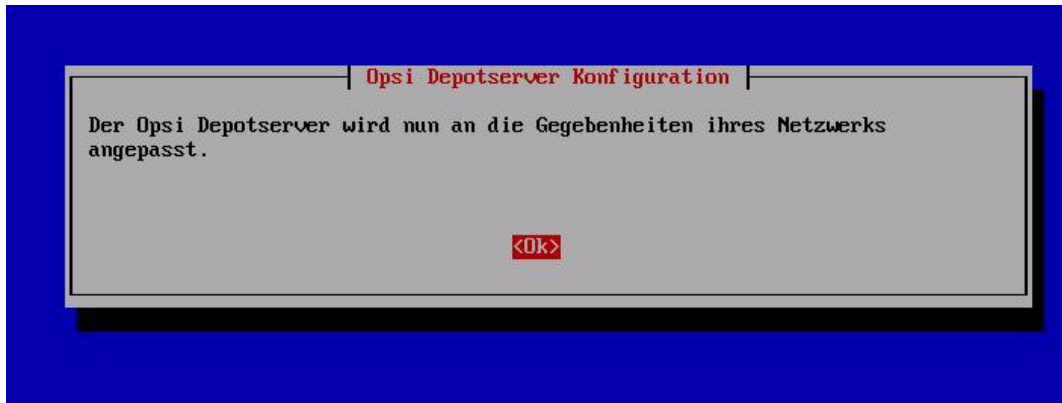 Opsi Depotserver Konfiguration
Der Opsi Depotserver wird nun an die Gegebenheiten ihres Netzwerks
angepasst.
<Ok>